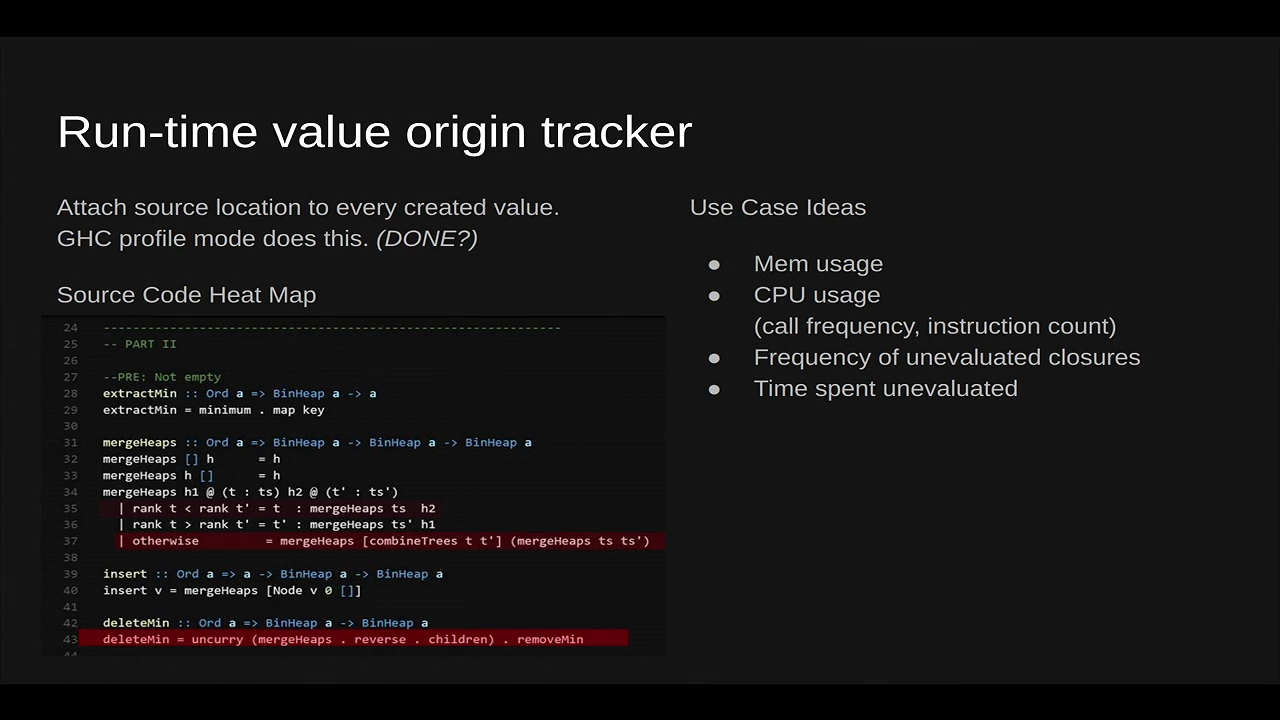 Run-time value origin tracker
Attach source location to every created value.
GHC profile mode does this. (DONE?)
Source Code Heat Map
24 --------------------------------------------------------------
25 -- PART II
26
27 --PRE: Not empty
28 extractMin :: Ord a => BinHeap a -> a
29 extractMin = minimum . map key
30
31 mergeHeaps :: Ord a => BinHeap a -> BinHeap a -> BinHeap a
32 mergeHeaps [] h      = h
33 mergeHeaps h []      = h
34 mergeHeaps h1 @ (t : ts) h2 @ (t' : ts')
35   | rank t < rank t' = t  : mergeHeaps ts  h2
36   | rank t > rank t' = t' : mergeHeaps ts' h1
37   | otherwise         = mergeHeaps [combineTrees t t'] (mergeHeaps ts ts')
38
39 insert :: Ord a => a -> BinHeap a -> BinHeap a
40 insert v = mergeHeaps [Node v 0 []]
41
42 deleteMin :: Ord a => BinHeap a -> BinHeap a
43 deleteMin = uncurry (mergeHeaps . reverse . children) . removeMin
44
Use Case Ideas
● Mem usage
● CPU usage
(call frequency, instruction count)
● Frequency of unevaluated closures
● Time spent unevaluated